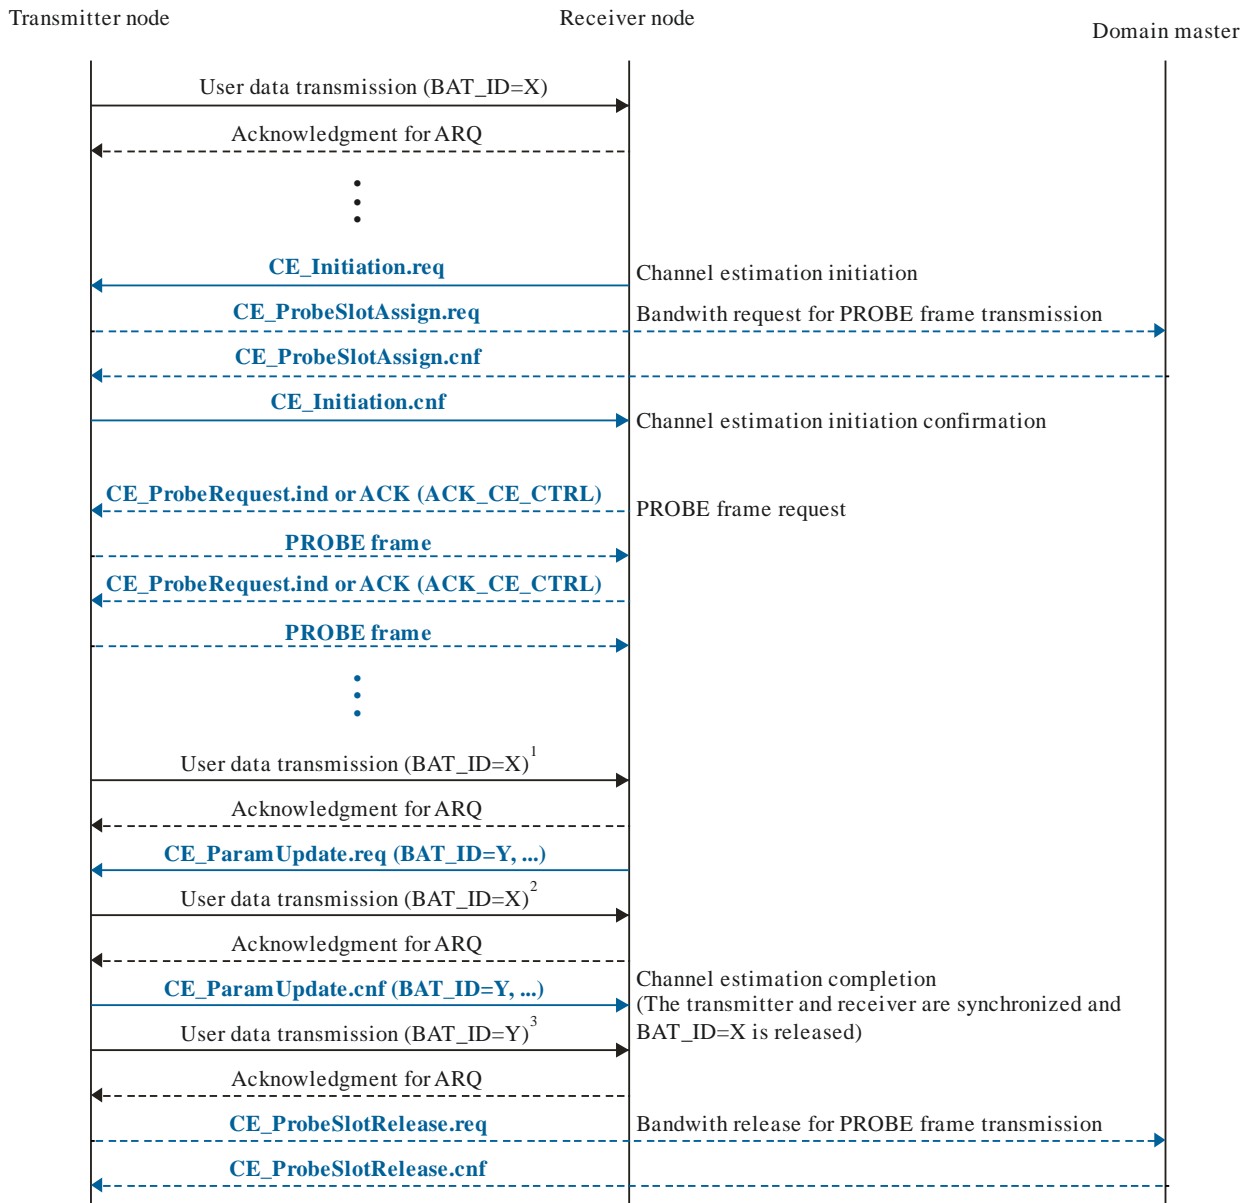 Transmitter node
Receiver node
Domain master
User data transmission (BAT_ID=X)
Acknowledgment for ARQ
CE_Initiation.req
Channel estimation initiation
CE_ProbeSlotAssign.req
Bandwith request for PROBE frame transmission
CE_ProbeSlotAssign.cnf
CE_Initiation.cnf
Channel estimation initiation confirmation
CE_ProbeRequest.ind or ACK (ACK_CE_CTRL)
PROBE frame request
PROBE frame
CE_ProbeRequest.ind or ACK (ACK_CE_CTRL)
PROBE frame
User data transmission (BAT_ID=X)1
Acknowledgment for ARQ
CE_ParamUpdate.req (BAT_ID=Y, ...)
User data transmission (BAT_ID=X)2
Acknowledgment for ARQ
CE_ParamUpdate.cnf (BAT_ID=Y, ...)
Channel estimation completion
(The transmitter and receiver are synchronized and
BAT_ID=X is released)
User data transmission (BAT_ID=Y)3
Acknowledgment for ARQ
CE_ProbeSlotRelease.req
Bandwith release for PROBE frame transmission
CE_ProbeSlotRelease.cnf